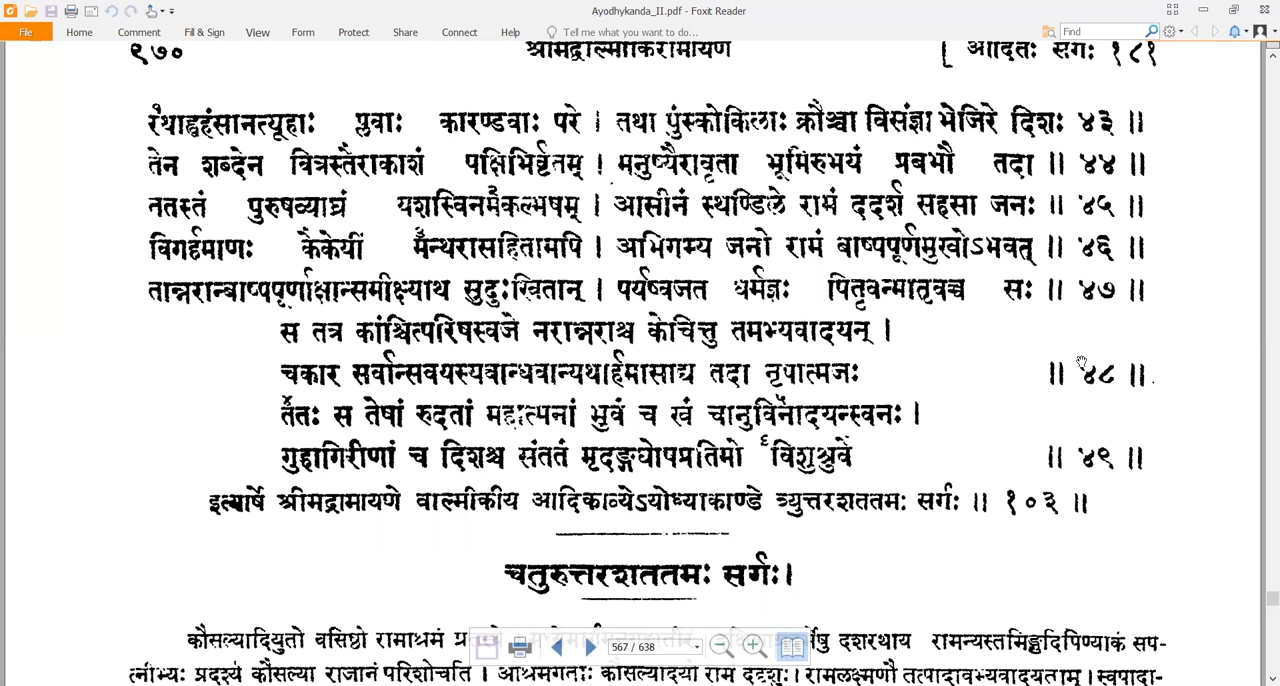 Ayodhykanda_II.pdf - Foxit Reader
File Home Comment Fill & Sign View Form Protect Share Connect Help Tell me what you want to do... Find
९७० श्रीमद्वाल्मीकिरामायणे [ आदितः सर्गः १८१
रथाह्वहंसानत्यूहाः प्लवाः कारण्डवाः परे । तथा पुंस्कोकिलाः क्रौञ्चा विसंज्ञा भेजिरे दिशः ४३ ॥
तेन शब्देन वित्रस्तैराकाशं पक्षिभिर्वृतम् । मनुष्यैरावृता भूमिरुभयं प्रबभौ तदा ॥ ४४ ॥
ततस्तं पुरुषव्याघ्रं यशस्विनमकल्मषम् । आसीनं स्थण्डिले रामं ददर्श सहसा जनः ॥ ४५ ॥
विगर्हमाणः कैकेयीं मन्थरासहितामपि । अभिगम्य जनो रामं बाष्पपूर्णमुखोऽभवत् ॥ ४६ ॥
तान्नरान्बाष्पपूर्णाक्षान्समीक्ष्याथ सुदुःखितान् । पर्यष्वजत धर्मज्ञः पितृवन्मातृवच्च सः ॥ ४७ ॥
स तत्र कांश्चित्परिषस्वजे नरान्नराश्च केचित्तु तमभ्यवादयन् ।
चकार सर्वान्सवयस्यबान्धवान्यथार्हमासाद्य तदा नृपात्मजः ॥ ४८ ॥
ततः स तेषां रुदतां महात्मनां भुवं च खं चानुविनादयन्स्वनः ।
गुहागिरीणां च दिशश्च संततं मृदङ्गघोषप्रतिमो विशुश्रुवे ॥ ४९ ॥
इत्यार्षे श्रीमद्रामायणे वाल्मीकीय आदिकाव्येऽयोध्याकाण्डे त्र्युत्तरशततमः सर्गः ॥ १०३ ॥
चतुरुत्तरशततमः सर्गः ।
कौसल्यादियुतो वसिष्ठो रामाश्रमं दशरथाय रामन्यस्तमिङ्गुदिपिण्याकं सप-
त्नीभ्यः प्रदर्श्य कौसल्या राजानं परिशोचति । आश्रमगताः कौसल्यादयो रामं ददृशुः । रामलक्ष्मणौ तत्पादावभ्यवादयताम् । स्वपादा-
567 / 638